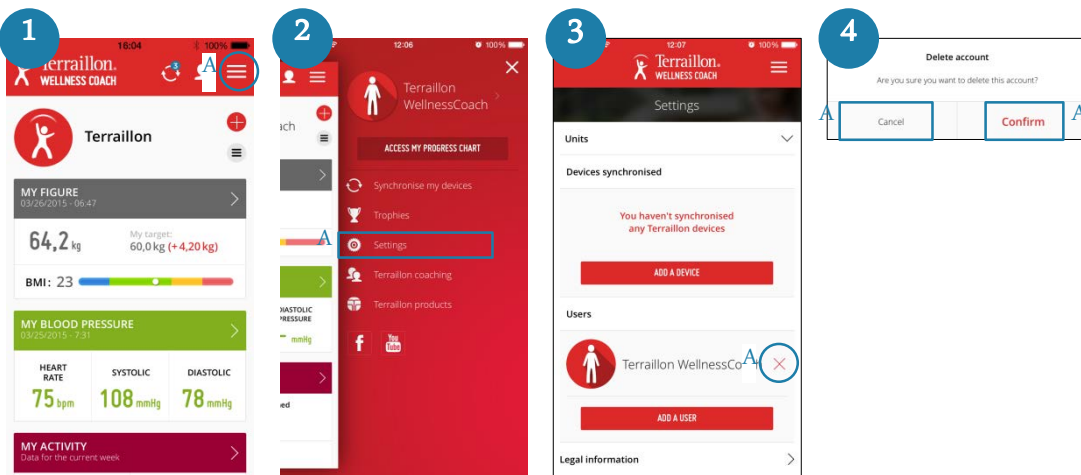 1
16:04
100%
Terraillon.
WELLNESS COACH
3
A
Terraillon
MY FIGURE
03/26/2015 - 06:47
64,2 kg
My target:
60,0 kg (+ 4,20 kg)
BMI: 23
MY BLOOD PRESSURE
03/25/2015 - 7:31
HEART
RATE
75 bpm
SYSTOLIC
108 mmHg
DIASTOLIC
78 mmHg
MY ACTIVITY
Data for the current week
2
12:06
100%
ach
DIASTOLIC
PRESSURE
mmHg
ned
Terraillon
WellnessCoach
ACCESS MY PROGRESS CHART
Synchronise my devices
Trophies
A
Settings
Terraillon coaching
Terraillon products
f
You
Tube
3
12:07
100%
Terraillon.
WELLNESS COACH
Settings
Units
Devices synchronised
You haven't synchronised
any Terraillon devices
ADD A DEVICE
Users
Terraillon WellnessCo
A
ADD A USER
Legal information
4
Delete account
Are you sure you want to delete this account?
A
Cancel
Confirm
A